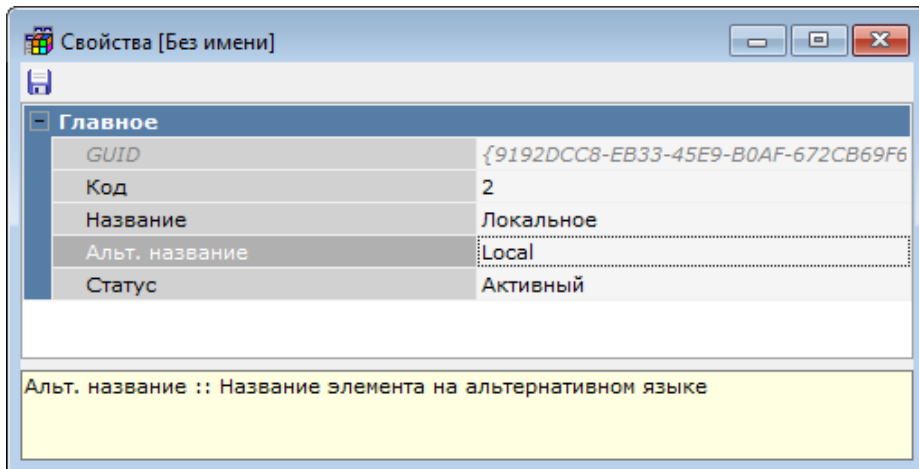 Свойства [Без имени]
Главное
GUID {9192DCC8-EB33-45E9-B0AF-672CB69F6
Код 2
Название Локальное
Альт. название Local
Статус Активный
Альт. название :: Название элемента на альтернативном языке